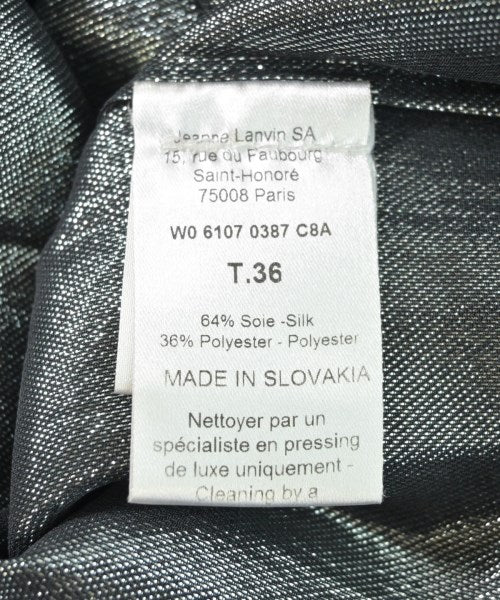 Jeanne Lanvin SA
15, rue du Faubourg
Saint-Honoré
75008 Paris
W0 6107 0387 C8A
T.36
64% Soie -Silk
36% Polyester - Polyester
MADE IN SLOVAKIA
Nettoyer par un
spécialiste en pressing
de luxe uniquement -
Cleaning by a